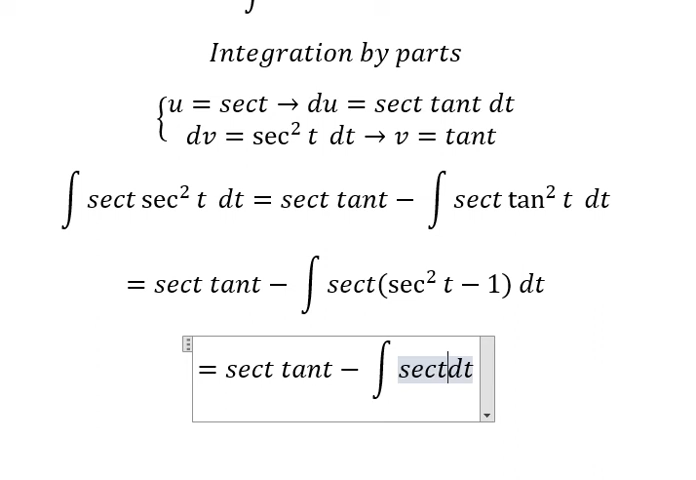 ∫
Integration by parts
{u = sect → du = sect tant dt
dv = sec² t dt → v = tant
∫ sect sec² t dt = sect tant − ∫ sect tan² t dt
= sect tant − ∫ sect(sec² t − 1) dt
= sect tant − ∫ sectdt